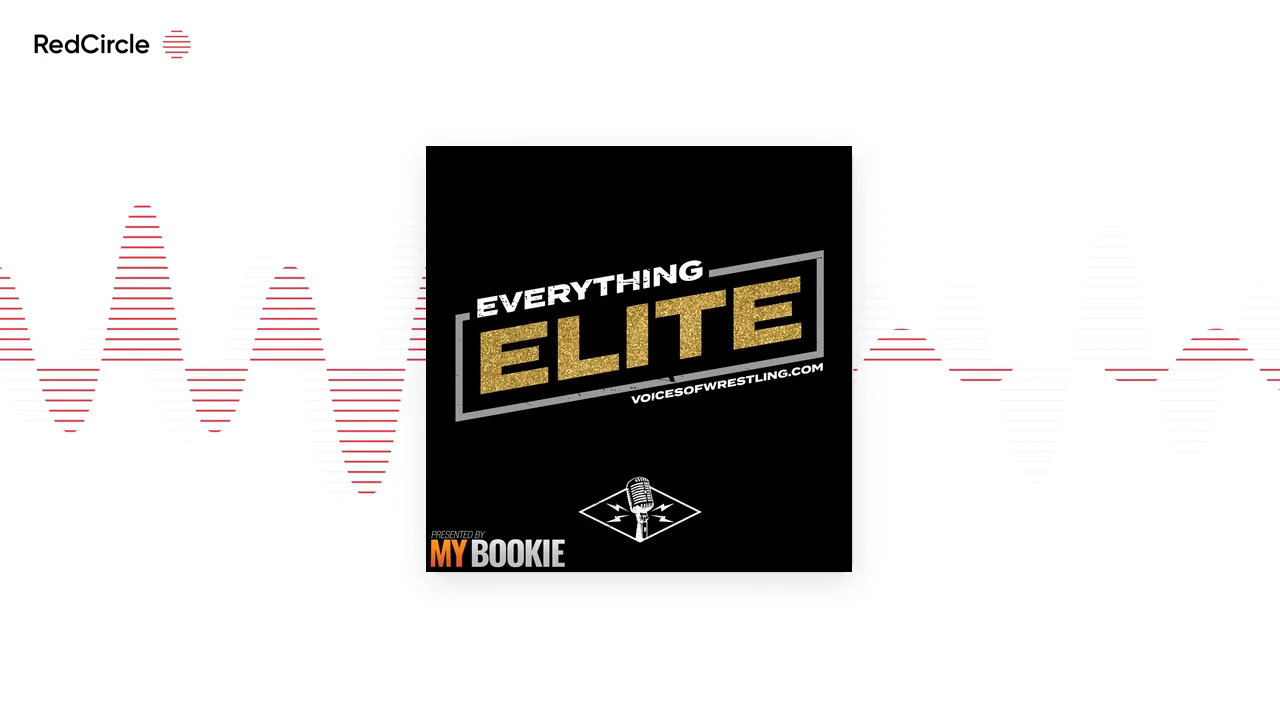 RedCircle
EVERYTHING
ELITE
VOICESOFWRESTLING.COM
PRESENTED BY
MY BOOKIE